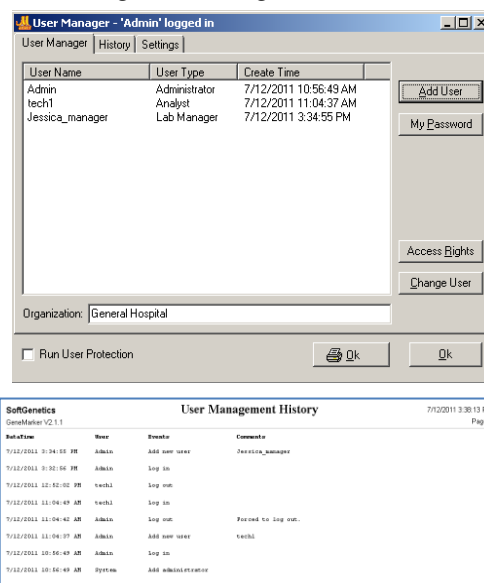 User Manager - 'Admin' logged in
User Manager History Settings
User Name User Type Create Time
Admin Administrator 7/12/2011 10:56:49 AM
tech1 Analyst 7/12/2011 11:04:37 AM
Jessica_manager Lab Manager 7/12/2011 3:34:55 PM
Add User
My Password
Access Rights
Change User
Organization: General Hospital
Run User Protection Ok Ok
SoftGenetics User Management History 7/12/2011 3:38:13 P
GeneMarker V2.1.1 Page
DateTime User Events Comments
7/12/2011 3:34:55 PM Admin Add new user Jessica_manager
7/12/2011 3:32:56 PM Admin Log in
7/12/2011 12:52:02 PM tech1 Log out
7/12/2011 11:04:49 AM tech1 Log in
7/12/2011 11:04:42 AM Admin Log out Forced to log out.
7/12/2011 11:04:37 AM Admin Add new user tech1
7/12/2011 10:56:49 AM Admin Log in
7/12/2011 10:56:49 AM System Add administrator